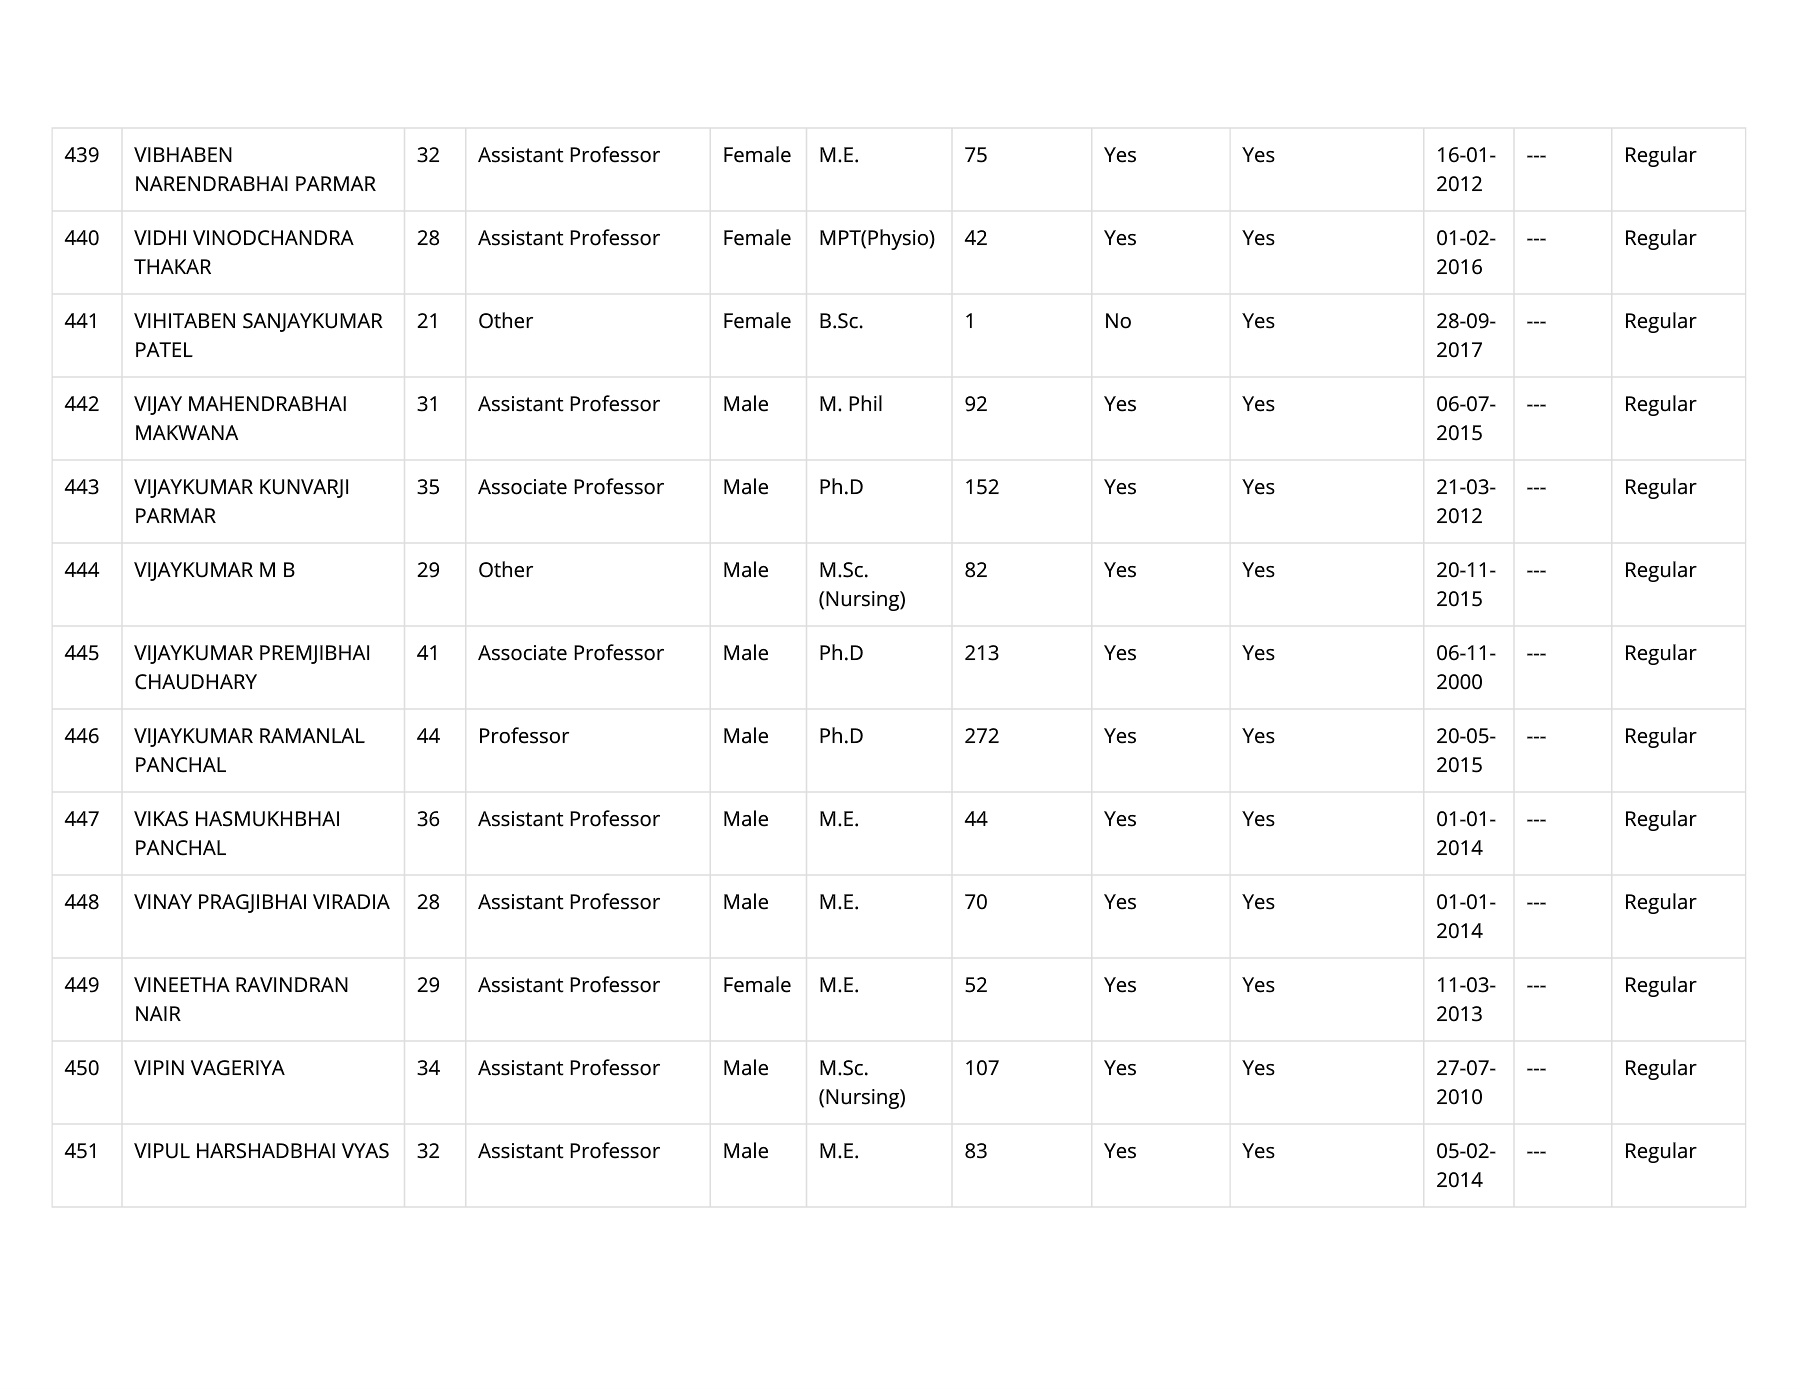 439 VIBHABEN 32 Assistant Professor Female M.E. 75 Yes Yes 16-01- --- Regular
NARENDRABHAI PARMAR 2012
440 VIDHI VINODCHANDRA 28 Assistant Professor Female MPT(Physio) 42 Yes Yes 01-02- --- Regular
THAKAR 2016
441 VIHITABEN SANJAYKUMAR 21 Other Female B.Sc. 1 No Yes 28-09- --- Regular
PATEL 2017
442 VIJAY MAHENDRABHAI 31 Assistant Professor Male M. Phil 92 Yes Yes 06-07- --- Regular
MAKWANA 2015
443 VIJAYKUMAR KUNVARJI 35 Associate Professor Male Ph.D 152 Yes Yes 21-03- --- Regular
PARMAR 2012
444 VIJAYKUMAR M B 29 Other Male M.Sc. 82 Yes Yes 20-11- --- Regular
(Nursing) 2015
445 VIJAYKUMAR PREMJIBHAI 41 Associate Professor Male Ph.D 213 Yes Yes 06-11- --- Regular
CHAUDHARY 2000
446 VIJAYKUMAR RAMANLAL 44 Professor Male Ph.D 272 Yes Yes 20-05- --- Regular
PANCHAL 2015
447 VIKAS HASMUKHBHAI 36 Assistant Professor Male M.E. 44 Yes Yes 01-01- --- Regular
PANCHAL 2014
448 VINAY PRAGJIBHAI VIRADIA 28 Assistant Professor Male M.E. 70 Yes Yes 01-01- --- Regular
2014
449 VINEETHA RAVINDRAN 29 Assistant Professor Female M.E. 52 Yes Yes 11-03- --- Regular
NAIR 2013
450 VIPIN VAGERIYA 34 Assistant Professor Male M.Sc. 107 Yes Yes 27-07- --- Regular
(Nursing) 2010
451 VIPUL HARSHADBHAI VYAS 32 Assistant Professor Male M.E. 83 Yes Yes 05-02- --- Regular
2014